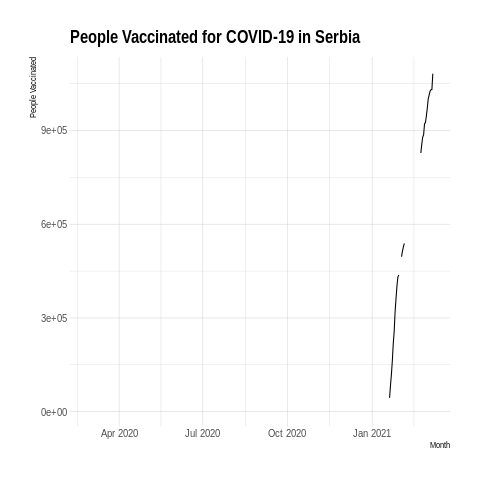 People Vaccinated for COVID-19 in Serbia
People Vaccinated
9e+05
6e+05
3e+05
0e+00
Apr 2020 Jul 2020 Oct 2020 Jan 2021
Month